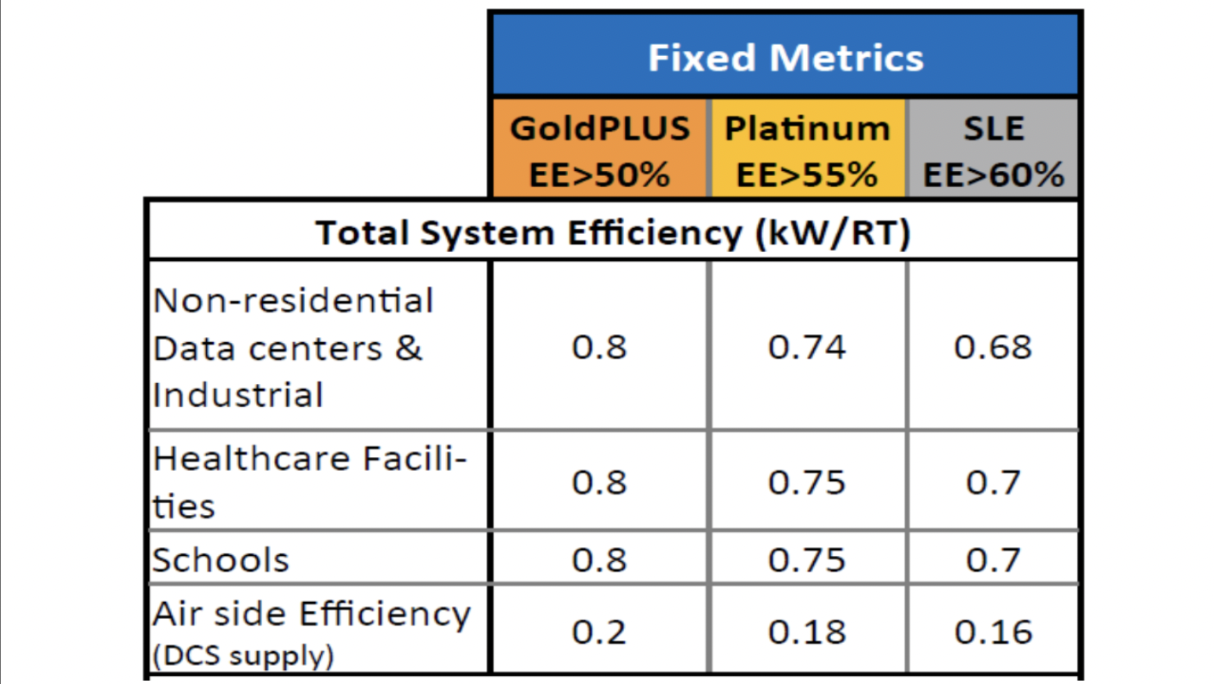 Fixed Metrics
GoldPLUS Platinum SLE
EE>50% EE>55% EE>60%
Total System Efficiency (kW/RT)
Non-residential
Data centers & 0.8 0.74 0.68
Industrial
Healthcare Facili-
0.8 0.75 0.7
ties
Schools 0.8 0.75 0.7
Air side Efficiency
0.2 0.18 0.16
(DCS supply)